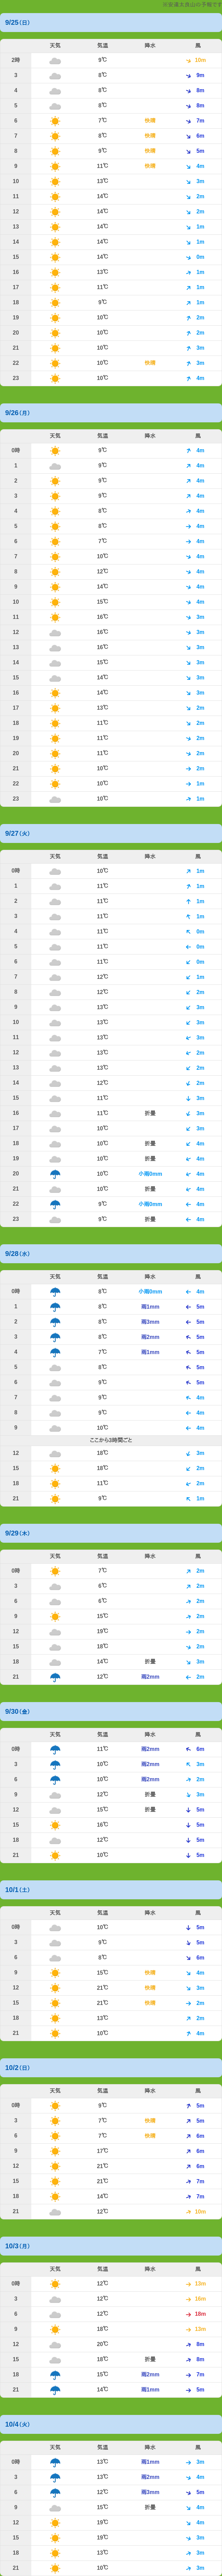 9/25(日)
天気 気温 降水 風
2時 9℃ 10m
3 8℃ 9m
4 8℃ 8m
5 8℃ 8m
6 7℃ 快晴 7m
7 8℃ 快晴 6m
8 9℃ 快晴 5m
9 11℃ 快晴 4m
10 13℃ 3m
11 14℃ 2m
12 14℃ 2m
13 14℃ 1m
14 14℃ 1m
15 14℃ 0m
16 13℃ 1m
17 11℃ 1m
18 9℃ 1m
19 10℃ 2m
20 10℃ 2m
21 10℃ 3m
22 10℃ 快晴 3m
23 10℃ 4m
9/26(月)
天気 気温 降水 風
0時 9℃ 4m
1 9℃ 4m
2 9℃ 4m
3 9℃ 4m
4 8℃ 4m
5 8℃ 4m
6 7℃ 4m
7 10℃ 4m
8 12℃ 4m
9 14℃ 4m
10 15℃ 4m
11 16℃ 3m
12 16℃ 3m
13 16℃ 3m
14 15℃ 3m
15 14℃ 3m
16 14℃ 3m
17 13℃ 2m
18 11℃ 2m
19 11℃ 2m
20 11℃ 2m
21 10℃ 2m
22 10℃ 1m
23 10℃ 1m
9/27(火)
天気 気温 降水 風
0時 10℃ 1m
1 11℃ 1m
2 11℃ 1m
3 11℃ 1m
4 11℃ 0m
5 11℃ 0m
6 11℃ 0m
7 12℃ 1m
8 12℃ 2m
9 13℃ 3m
10 13℃ 3m
11 13℃ 3m
12 13℃ 2m
13 13℃ 2m
14 12℃ 2m
15 11℃ 3m
16 11℃ 折畳 3m
17 10℃ 3m
18 10℃ 折畳 4m
19 10℃ 折畳 4m
20 10℃ 小雨0mm 4m
21 10℃ 折畳 4m
22 9℃ 小雨0mm 4m
23 9℃ 折畳 4m
9/28(水)
天気 気温 降水 風
0時 8℃ 小雨0mm 4m
1 8℃ 雨1mm 5m
2 8℃ 雨3mm 5m
3 8℃ 雨2mm 5m
4 7℃ 雨1mm 5m
5 8℃ 5m
6 9℃ 5m
7 9℃ 4m
8 9℃ 4m
9 10℃ 4m
ここから3時間ごと
12 18℃ 3m
15 18℃ 2m
18 11℃ 2m
21 9℃ 1m
9/29(木)
天気 気温 降水 風
0時 7℃ 2m
3 6℃ 2m
6 6℃ 2m
9 15℃ 2m
12 19℃ 2m
15 18℃ 2m
18 14℃ 折畳 3m
21 12℃ 雨2mm 2m
9/30(金)
天気 気温 降水 風
0時 11℃ 雨2mm 6m
3 10℃ 雨2mm 3m
6 10℃ 雨2mm 2m
9 12℃ 折畳 3m
12 15℃ 折畳 5m
15 16℃ 5m
18 12℃ 5m
21 10℃ 5m
10/1(土)
天気 気温 降水 風
0時 10℃ 5m
3 9℃ 5m
6 8℃ 6m
9 15℃ 快晴 4m
12 21℃ 快晴 3m
15 21℃ 快晴 2m
18 13℃ 2m
21 10℃ 4m
10/2(日)
天気 気温 降水 風
0時 9℃ 5m
3 7℃ 快晴 5m
6 7℃ 快晴 6m
9 17℃ 6m
12 21℃ 6m
15 21℃ 7m
18 14℃ 7m
21 12℃ 10m
10/3(月)
天気 気温 降水 風
0時 12℃ 13m
3 12℃ 15m
6 12℃ 18m
9 18℃ 12m
12 20℃ 8m
15 18℃ 折畳 8m
18 15℃ 雨2mm 7m
21 14℃ 雨1mm 5m
10/4(火)
天気 気温 降水 風
0時 13℃ 雨1mm 3m
3 13℃ 雨2mm 4m
6 12℃ 雨3mm 5m
9 15℃ 折畳 4m
12 19℃ 4m
15 19℃ 3m
18 13℃ 3m
21 10℃ 3m